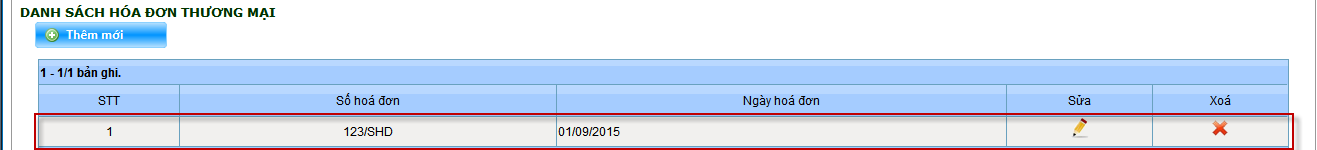 DANH SÁCH HÓA ĐƠN THƯƠNG MẠI
Thêm mới
1 - 1/1 bản ghi.
STT Số hoá đơn Ngày hoá đơn Sửa Xoá
1 123/SHD 01/09/2015